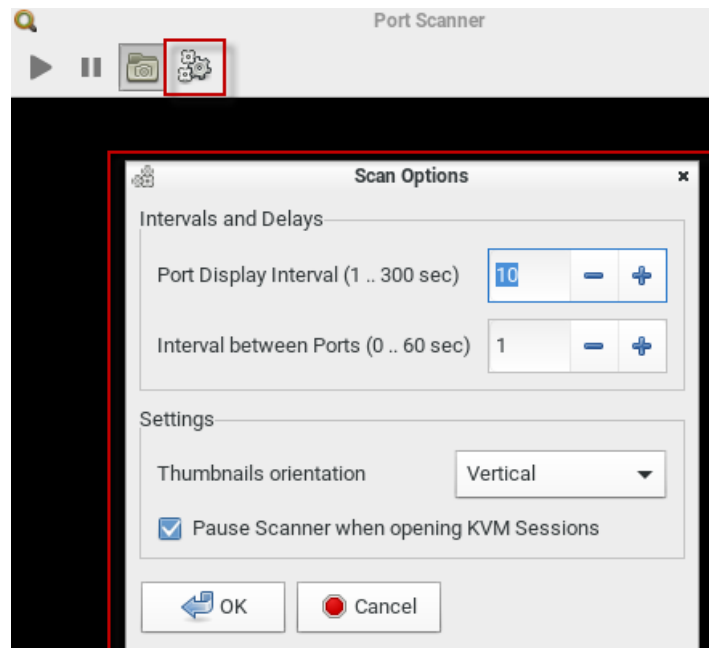 Port Scanner
Scan Options
Intervals and Delays
Port Display Interval (1 .. 300 sec) 10
Interval between Ports (0 .. 60 sec) 1
Settings
Thumbnails orientation Vertical
Pause Scanner when opening KVM Sessions
OK Cancel